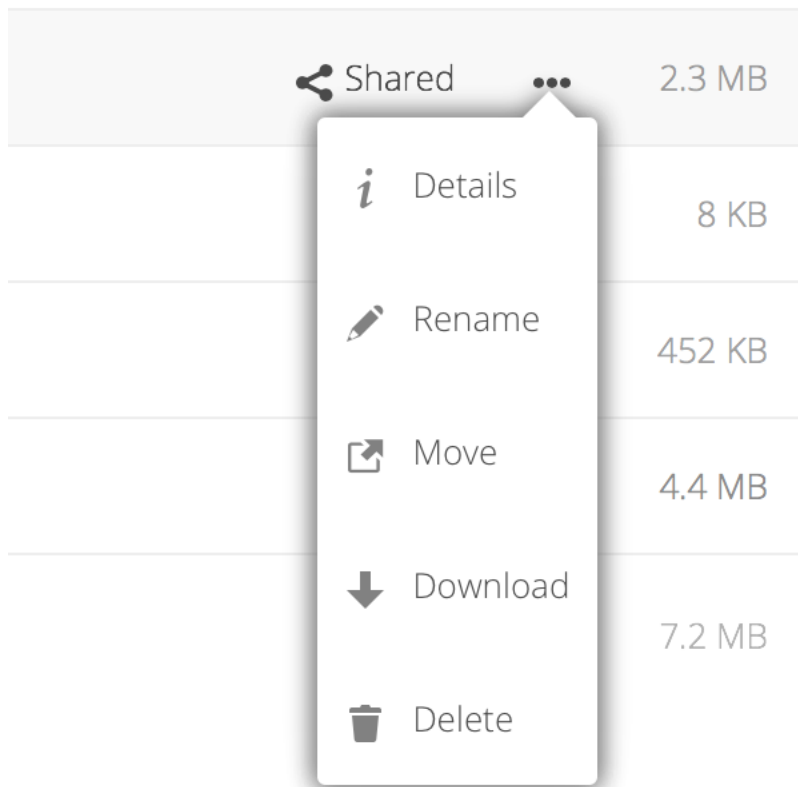 Shared ••• 2.3 MB
Details
8 KB
Rename
452 KB
Move
4.4 MB
Download
7.2 MB
Delete